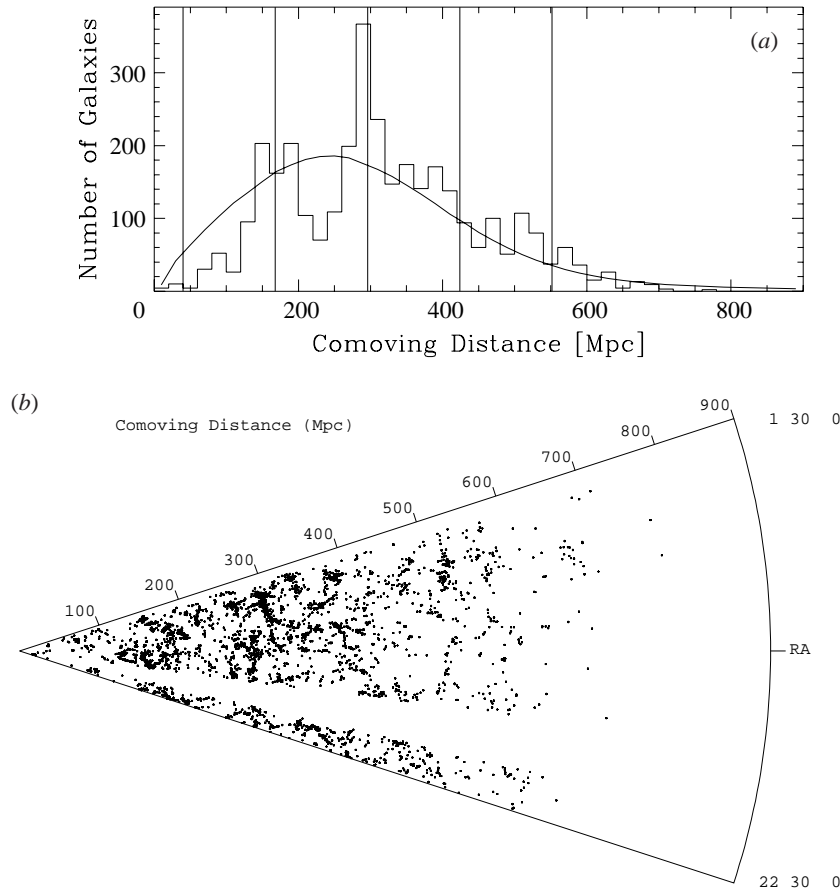 (a)
300
200
100
Number of Galaxies
0 200 400 600 800
Comoving Distance [Mpc]
(b)
Comoving Distance (Mpc)
100 200 300 400 500 600 700 800 900
1 30 0
RA
22 30 0